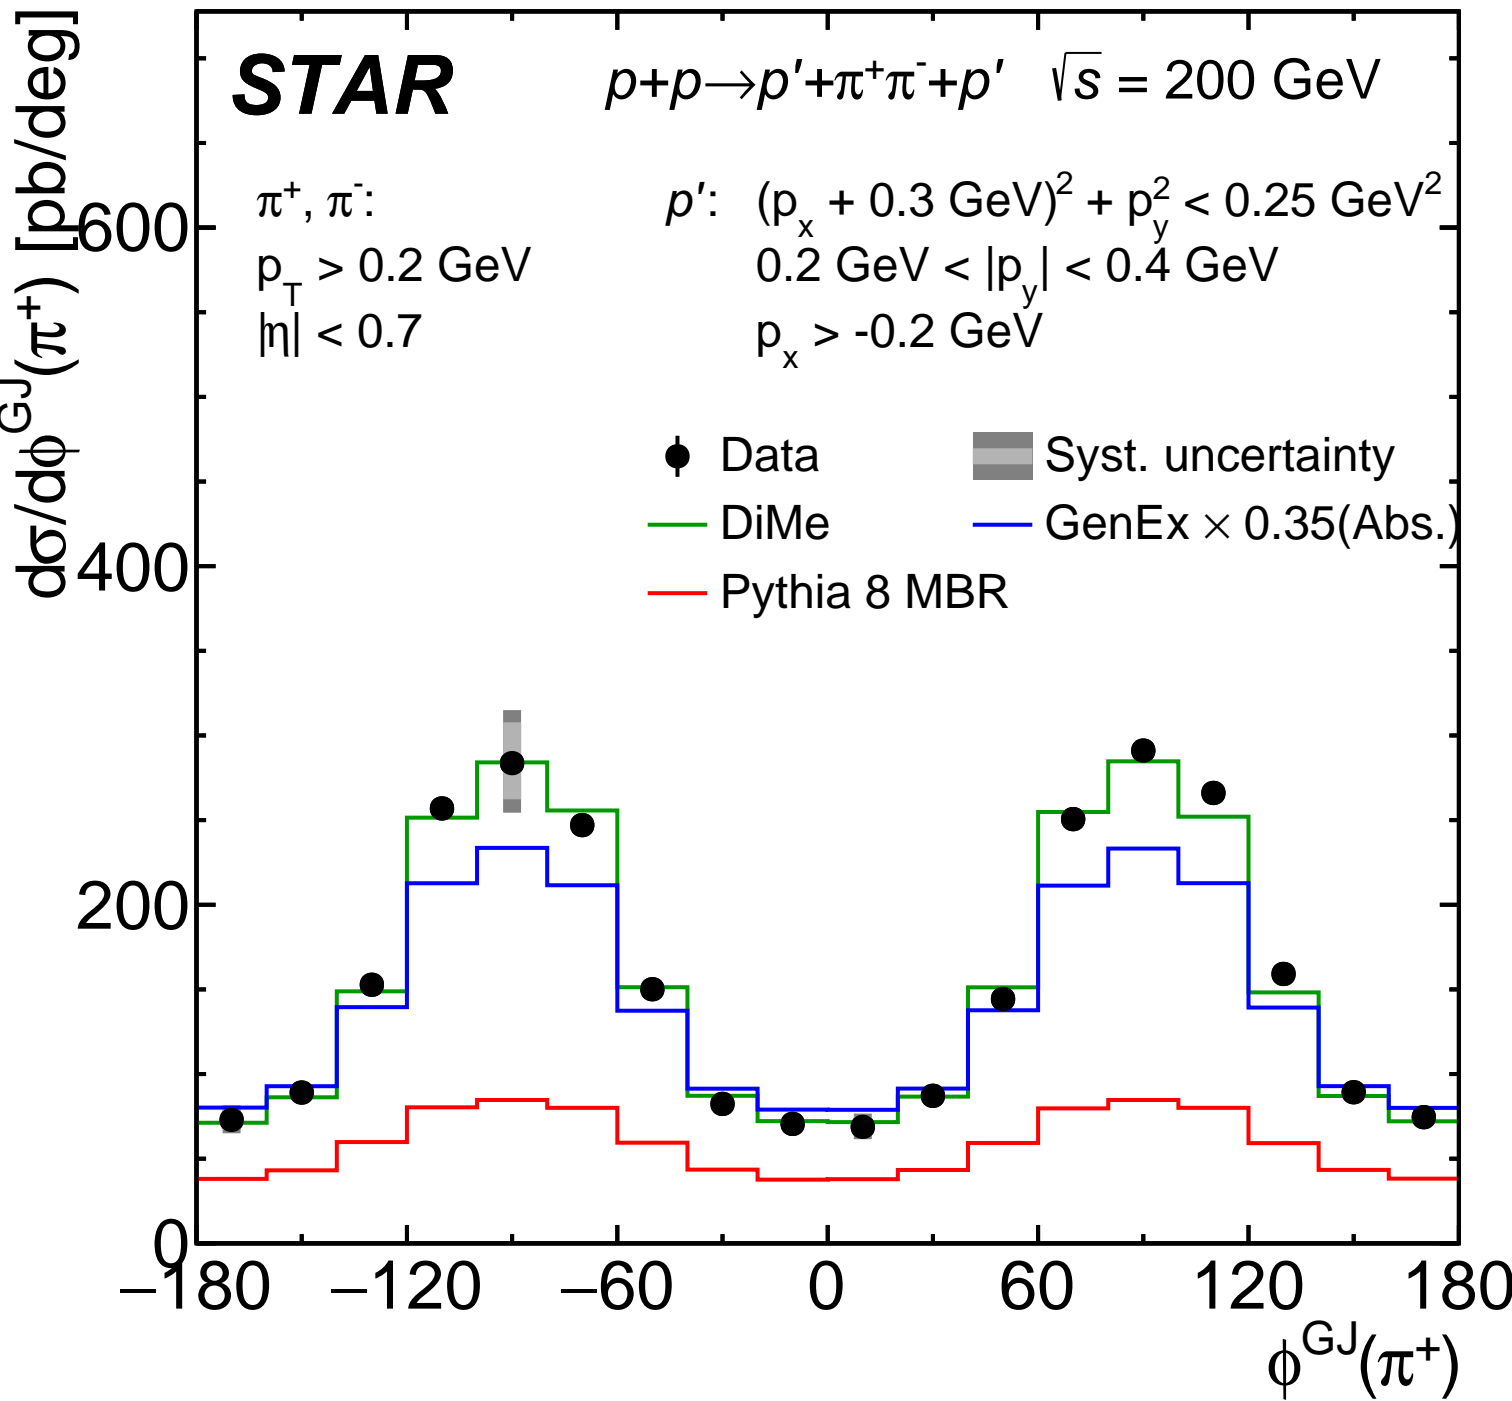 STAR p+p→p′+π⁺π⁻+p′ √s = 200 GeV
π⁺, π⁻: p′: (pₓ + 0.3 GeV)² + p_y² < 0.25 GeV²
p_T > 0.2 GeV 0.2 GeV < |p_y| < 0.4 GeV
|η| < 0.7 pₓ > -0.2 GeV
Data Syst. uncertainty
DiMe GenEx × 0.35(Abs.)
Pythia 8 MBR
dσ/dϕ^GJ(π⁺) [pb/deg]
600
400
200
0
−180 −120 −60 0 60 120 180
ϕ^GJ(π⁺)